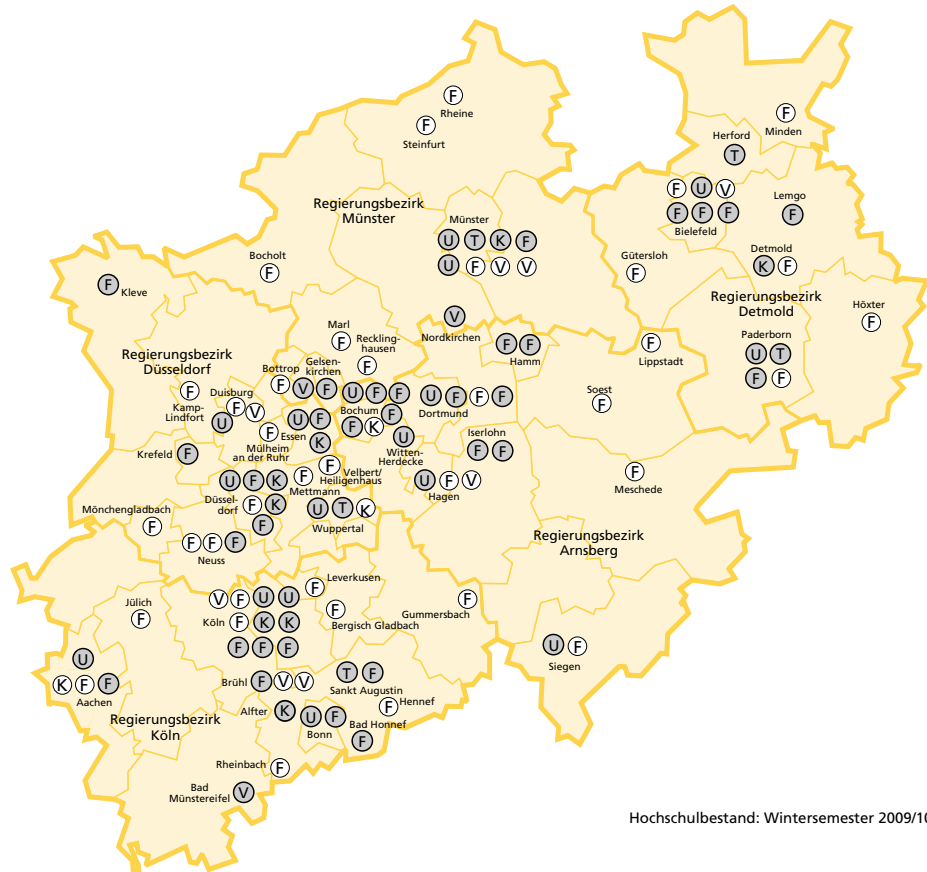 F
Rheine
F
Steinfurt
F
Minden
Herford
T
F U V
F F F
Bielefeld
Lemgo
F
Regierungsbezirk
Münster
Münster
U T K F
U F V V
Bocholt
F
Gütersloh
F
Detmold
K F
F
Kleve
Regierungsbezirk
Detmold
Höxter
F
V
Nordkirchen
Marl
F
Reckling-
hausen
F
F F
Hamm
F
Lippstadt
Paderborn
U T
F F
Regierungsbezirk
Düsseldorf
Bottrop
F
Gelsen-
kirchen
V F
F
Kamp-
Lindfort
Duisburg
F V
U
U F F
Bochum
F
F K
U F F F
Dortmund
Soest
F
F
Mülheim
an der Ruhr
U F
Essen
K
U
Witten-
Herdecke
Iserlohn
F F
Krefeld
F
F
Velbert/
Heiligenhaus
F
Mettmann
U F V
Hagen
F
Meschede
U F K
Düssel-
dorf
F K
F
U T K
Wuppertal
Mönchengladbach
F
F F F
Neuss
Regierungsbezirk
Arnsberg
Leverkusen
F
V F U U
Köln
F K K
F F F
F
Bergisch Gladbach
Gummersbach
F
Jülich
F
U F
Siegen
U
K F F
Aachen
Brühl
F V V
T F
Sankt Augustin
F
Hennef
Regierungsbezirk
Köln
Alfter
K
U F
Bonn
Bad Honnef
F
Rheinbach
F
Bad
Münstereifel
V
Hochschulbestand: Wintersemester 2009/10